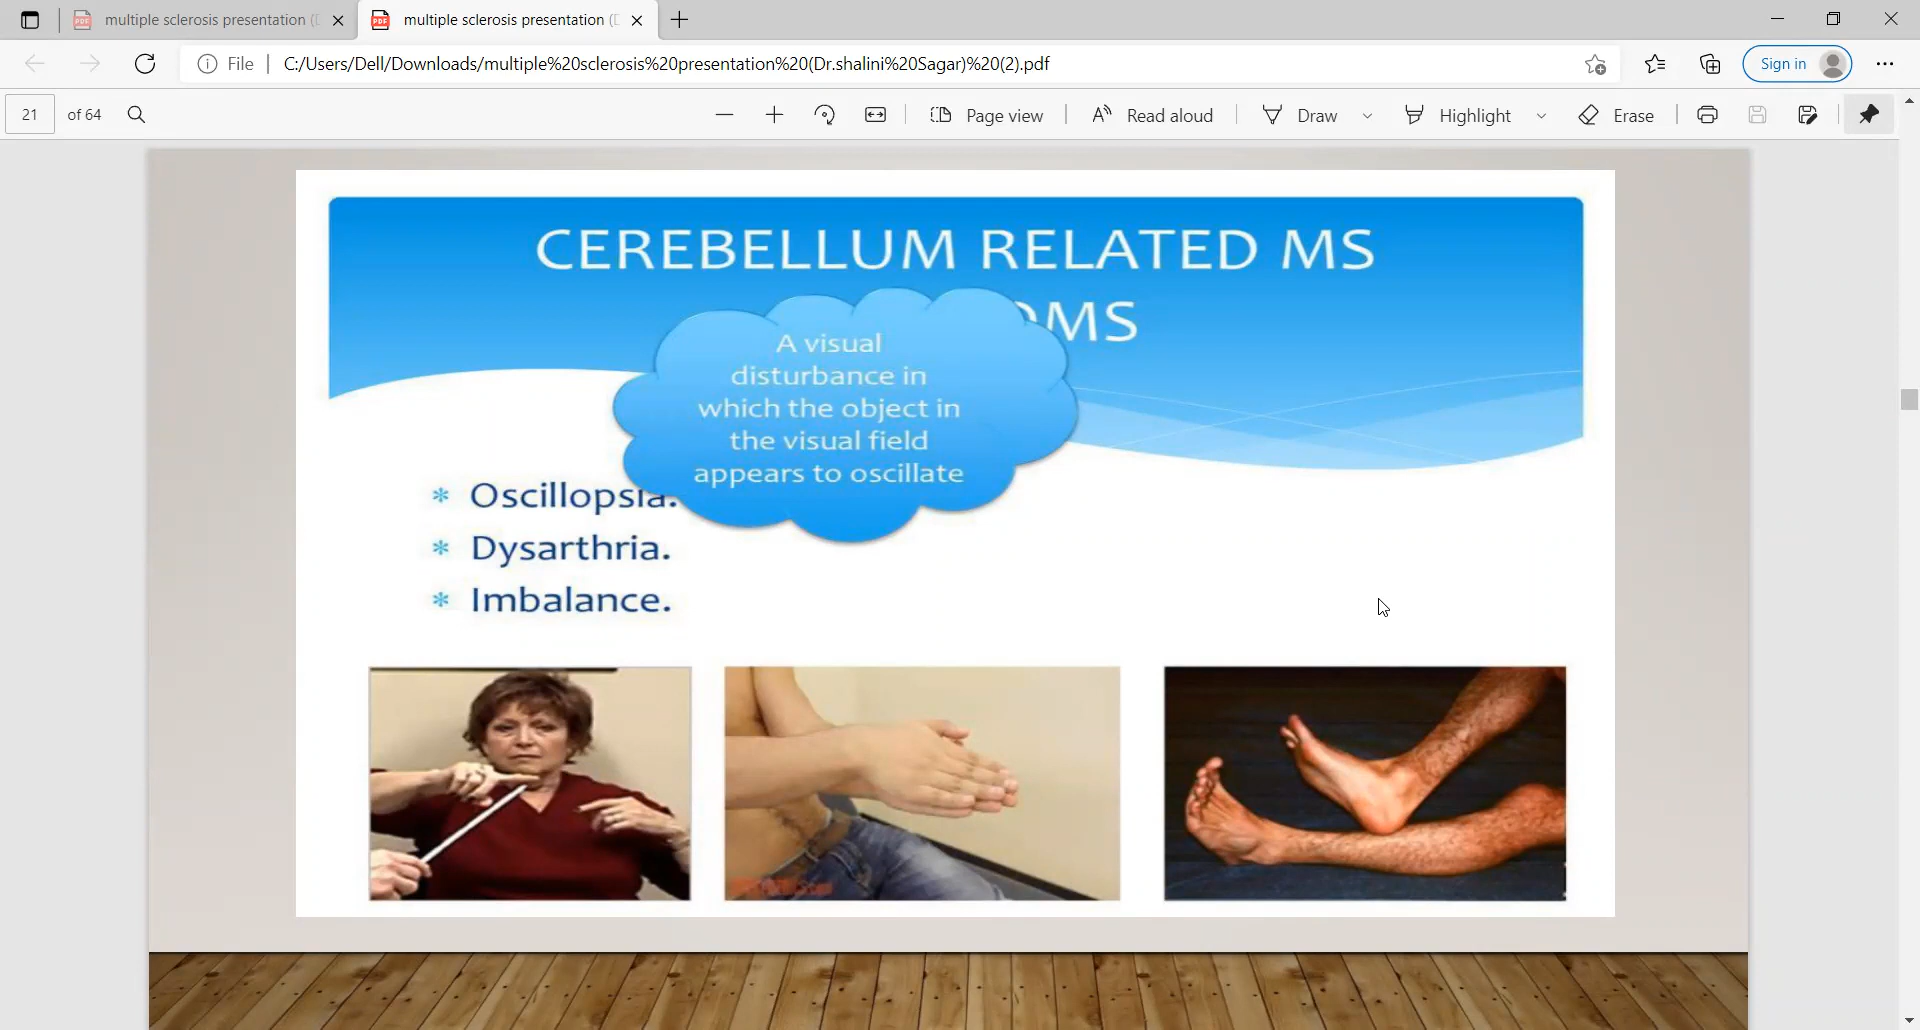 multiple sclerosis presentation (
multiple sclerosis presentation (
File
C:/Users/Dell/Downloads/multiple%20sclerosis%20presentation%20(Dr.shalini%20Sagar)%20(2).pdf
Sign in
21 of 64
Page view
Read aloud
Draw
Highlight
Erase
CEREBELLUM RELATED MS
OMS
A visual
disturbance in
which the object in
the visual field
appears to oscillate
* Oscillopsia.
* Dysarthria.
* Imbalance.